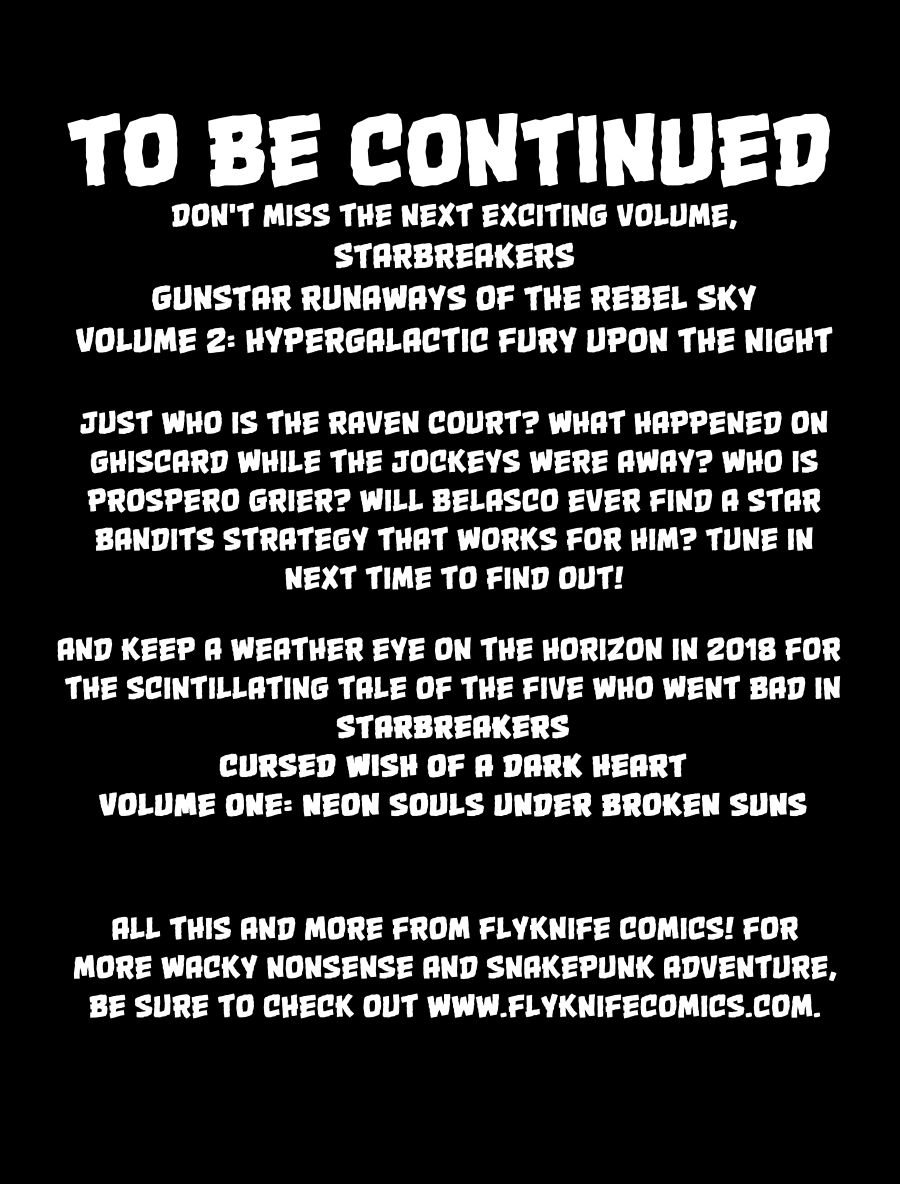 TO BE CONTINUED
DON'T MISS THE NEXT EXCITING VOLUME,
STARBREAKERS
GUNSTAR RUNAWAYS OF THE REBEL SKY
VOLUME 2: HYPERGALACTIC FURY UPON THE NIGHT
JUST WHO IS THE RAVEN COURT? WHAT HAPPENED ON
GHISCARD WHILE THE JOCKEYS WERE AWAY? WHO IS
PROSPERO GRIER? WILL BELASCO EVER FIND A STAR
BANDITS STRATEGY THAT WORKS FOR HIM? TUNE IN
NEXT TIME TO FIND OUT!
AND KEEP A WEATHER EYE ON THE HORIZON IN 2018 FOR
THE SCINTILLATING TALE OF THE FIVE WHO WENT BAD IN
STARBREAKERS
CURSED WISH OF A DARK HEART
VOLUME ONE: NEON SOULS UNDER BROKEN SUNS
ALL THIS AND MORE FROM FLYKNIFE COMICS! FOR
MORE WACKY NONSENSE AND SNAKEPUNK ADVENTURE,
BE SURE TO CHECK OUT WWW.FLYKNIFECOMICS.COM.